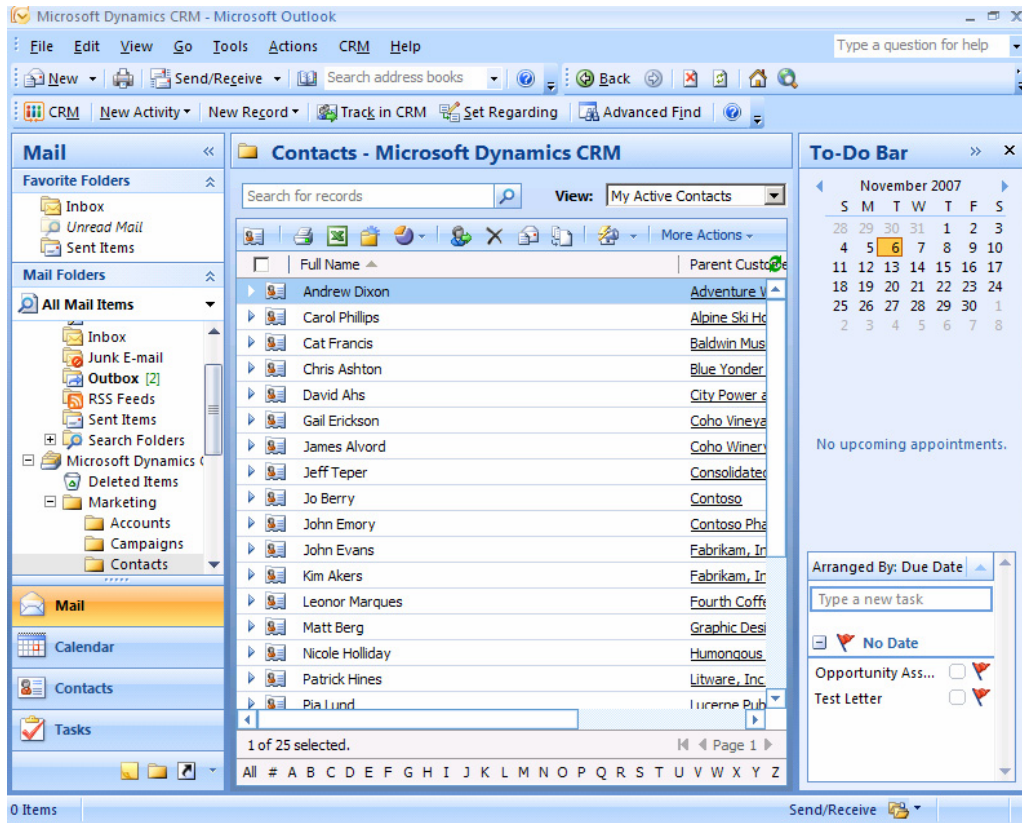 Microsoft Dynamics CRM - Microsoft Outlook
File Edit View Go Tools Actions CRM Help
Type a question for help
New Send/Receive Search address books Back
CRM New Activity New Record Track in CRM Set Regarding Advanced Find
Mail
Favorite Folders
Inbox
Unread Mail
Sent Items
Mail Folders
All Mail Items
Inbox
Junk E-mail
Outbox [2]
RSS Feeds
Sent Items
Search Folders
Microsoft Dynamics
Deleted Items
Marketing
Accounts
Campaigns
Contacts
Mail
Calendar
Contacts
Tasks
Contacts - Microsoft Dynamics CRM
Search for records View: My Active Contacts
More Actions
Full Name Parent Custome
Andrew Dixon Adventure
Carol Phillips Alpine Ski Ho
Cat Francis Baldwin Mus
Chris Ashton Blue Yonder
David Ahs City Power a
Gail Erickson Coho Vineya
James Alvord Coho Winer
Jeff Teper Consolidated
Jo Berry Contoso
John Emory Contoso Pha
John Evans Fabrikam, In
Kim Akers Fabrikam, In
Leonor Marques Fourth Coffe
Matt Berg Graphic Desi
Nicole Holliday Humongous
Patrick Hines Litware, Inc
Pia Lund Lucerne Pub
1 of 25 selected. Page 1
All # A B C D E F G H I J K L M N O P Q R S T U V W X Y Z
To-Do Bar
November 2007
S M T W T F S
28 29 30 31 1 2 3
4 5 6 7 8 9 10
11 12 13 14 15 16 17
18 19 20 21 22 23 24
25 26 27 28 29 30 1
2 3 4 5 6 7 8
No upcoming appointments.
Arranged By: Due Date
Type a new task
No Date
Opportunity Ass...
Test Letter
0 Items
Send/Receive